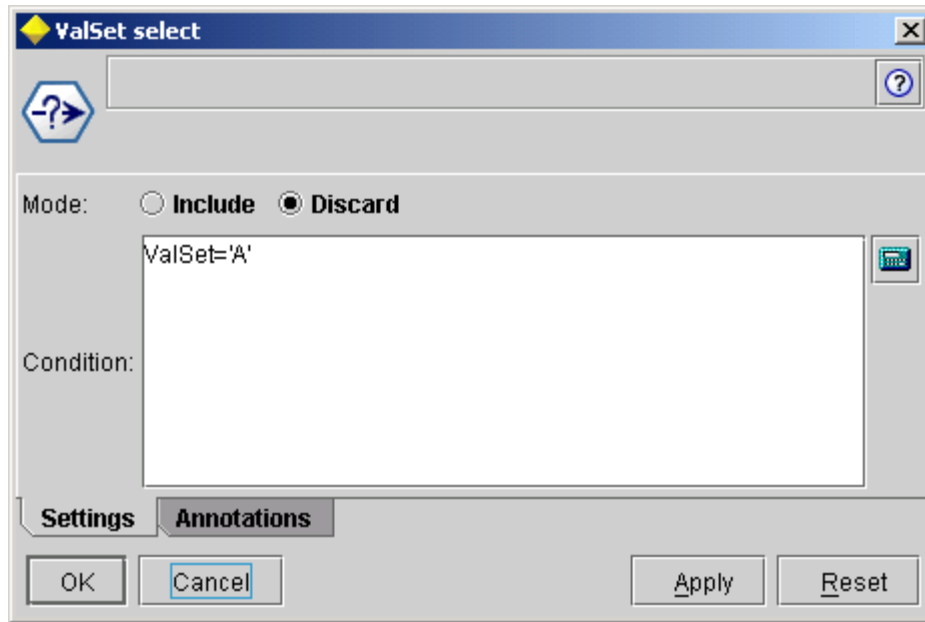 ValSet select
Mode: Include Discard
ValSet='A'
Condition:
Settings Annotations
OK Cancel Apply Reset